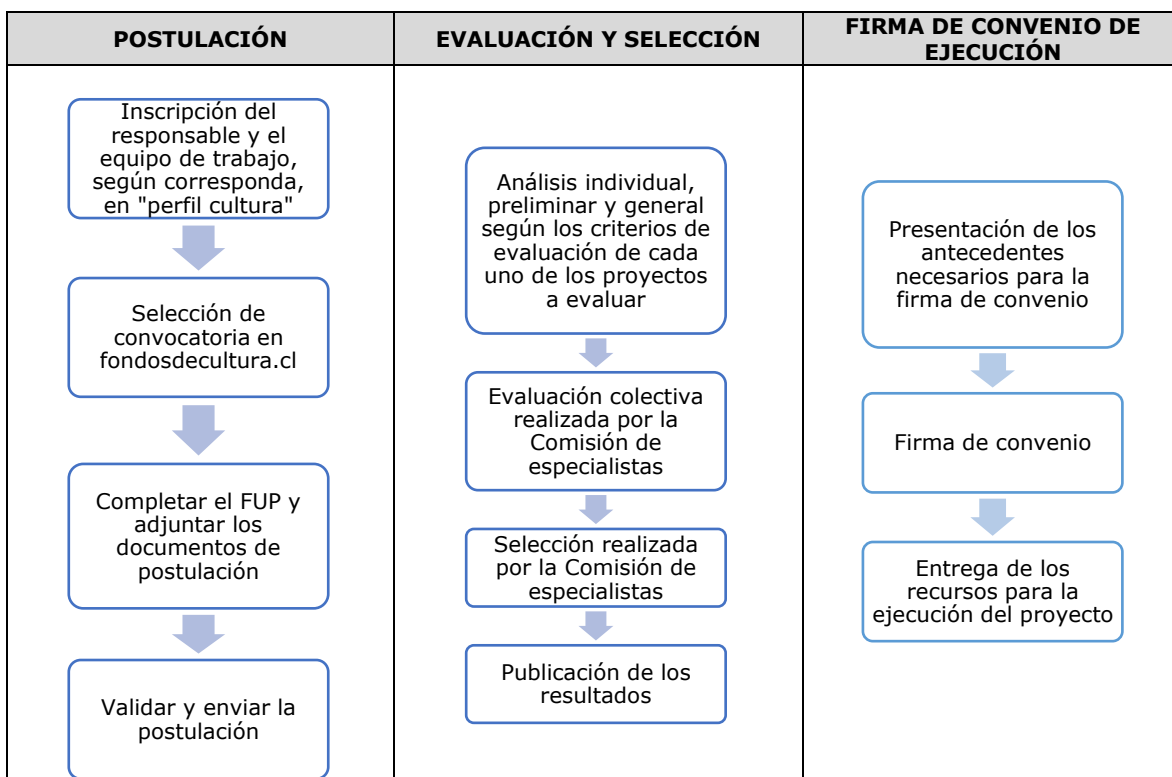 POSTULACIÓN
Inscripción del
responsable y el
equipo de trabajo,
según corresponda,
en "perfil cultura"
Selección de
convocatoria en
fondosdecultura.cl
Completar el FUP y
adjuntar los
documentos de
postulación
Validar y enviar la
postulación
EVALUACIÓN Y SELECCIÓN
Análisis individual,
preliminar y general
según los criterios de
evaluación de cada
uno de los proyectos
a evaluar
Evaluación colectiva
realizada por la
Comisión de
especialistas
Selección realizada
por la Comisión de
especialistas
Publicación de los
resultados
FIRMA DE CONVENIO DE
EJECUCIÓN
Presentación de los
antecedentes
necesarios para la
firma de convenio
Firma de convenio
Entrega de los
recursos para la
ejecución del proyecto